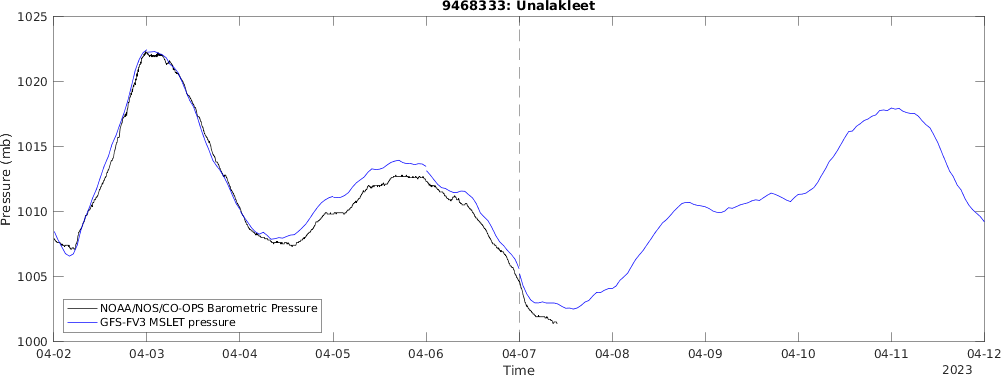 9468333: Unalakleet
1025
1020
1015
1010
1005
1000
Pressure (mb)
NOAA/NOS/CO-OPS Barometric Pressure
GFS-FV3 MSLET pressure
04-02 04-03 04-04 04-05 04-06 04-07 04-08 04-09 04-10 04-11 04-12
Time
2023